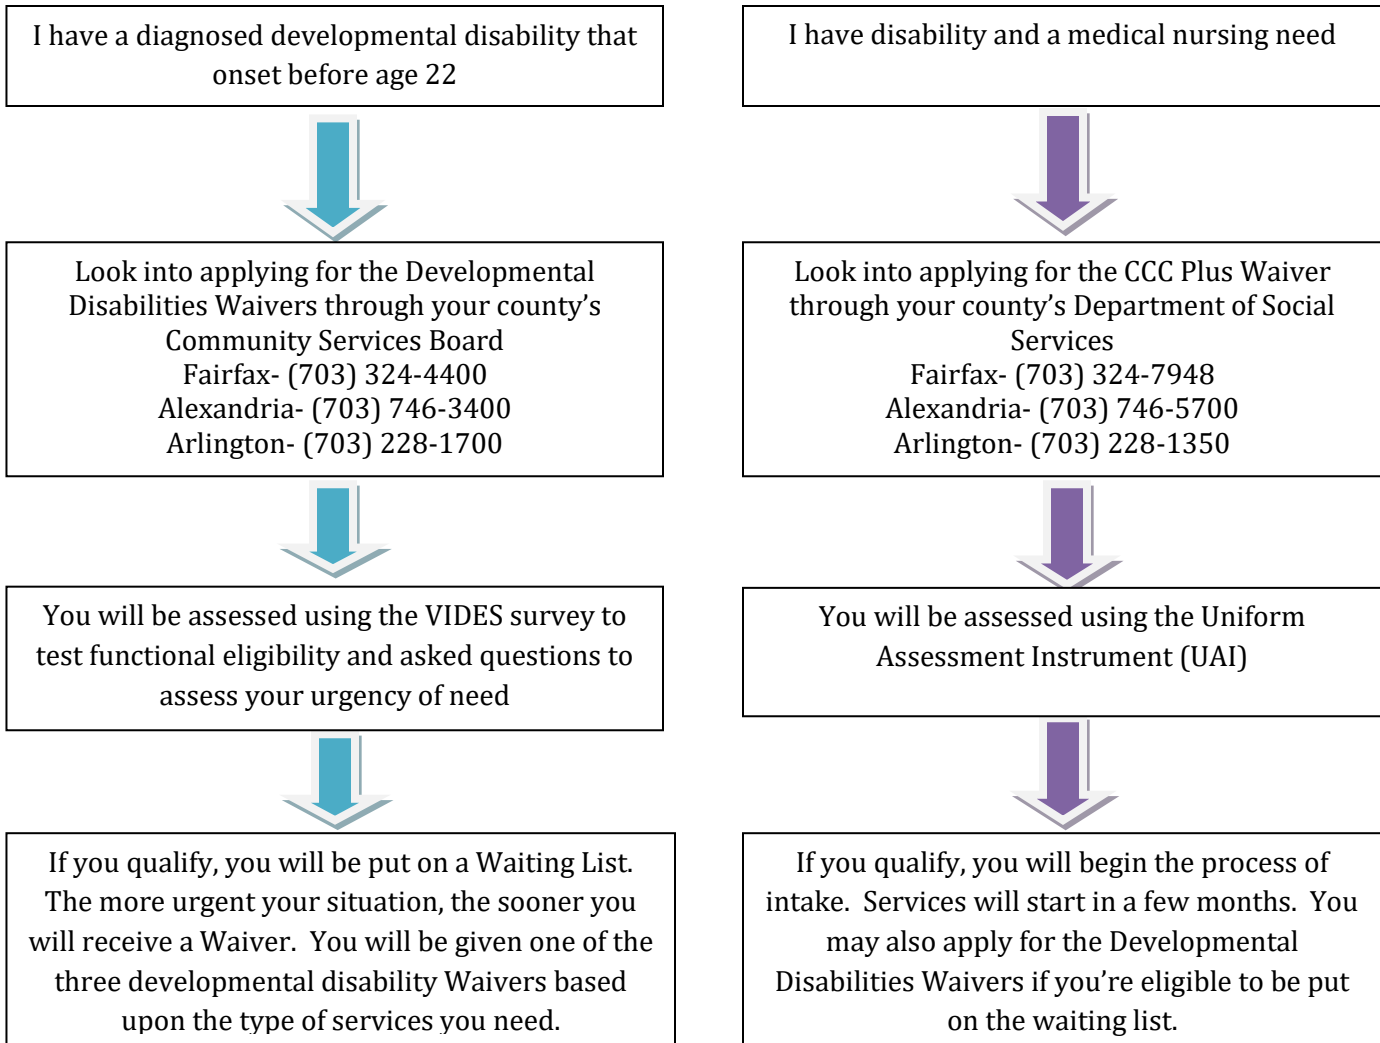 I have a diagnosed developmental disability that
onset before age 22
Look into applying for the Developmental
Disabilities Waivers through your county’s
Community Services Board
Fairfax- (703) 324-4400
Alexandria- (703) 746-3400
Arlington- (703) 228-1700
You will be assessed using the VIDES survey to
test functional eligibility and asked questions to
assess your urgency of need
If you qualify, you will be put on a Waiting List.
The more urgent your situation, the sooner you
will receive a Waiver.  You will be given one of the
three developmental disability Waivers based
upon the type of services you need.
I have disability and a medical nursing need
Look into applying for the CCC Plus Waiver
through your county’s Department of Social
Services
Fairfax- (703) 324-7948
Alexandria- (703) 746-5700
Arlington- (703) 228-1350
You will be assessed using the Uniform
Assessment Instrument (UAI)
If you qualify, you will begin the process of
intake.  Services will start in a few months.  You
may also apply for the Developmental
Disabilities Waivers if you’re eligible to be put
on the waiting list.